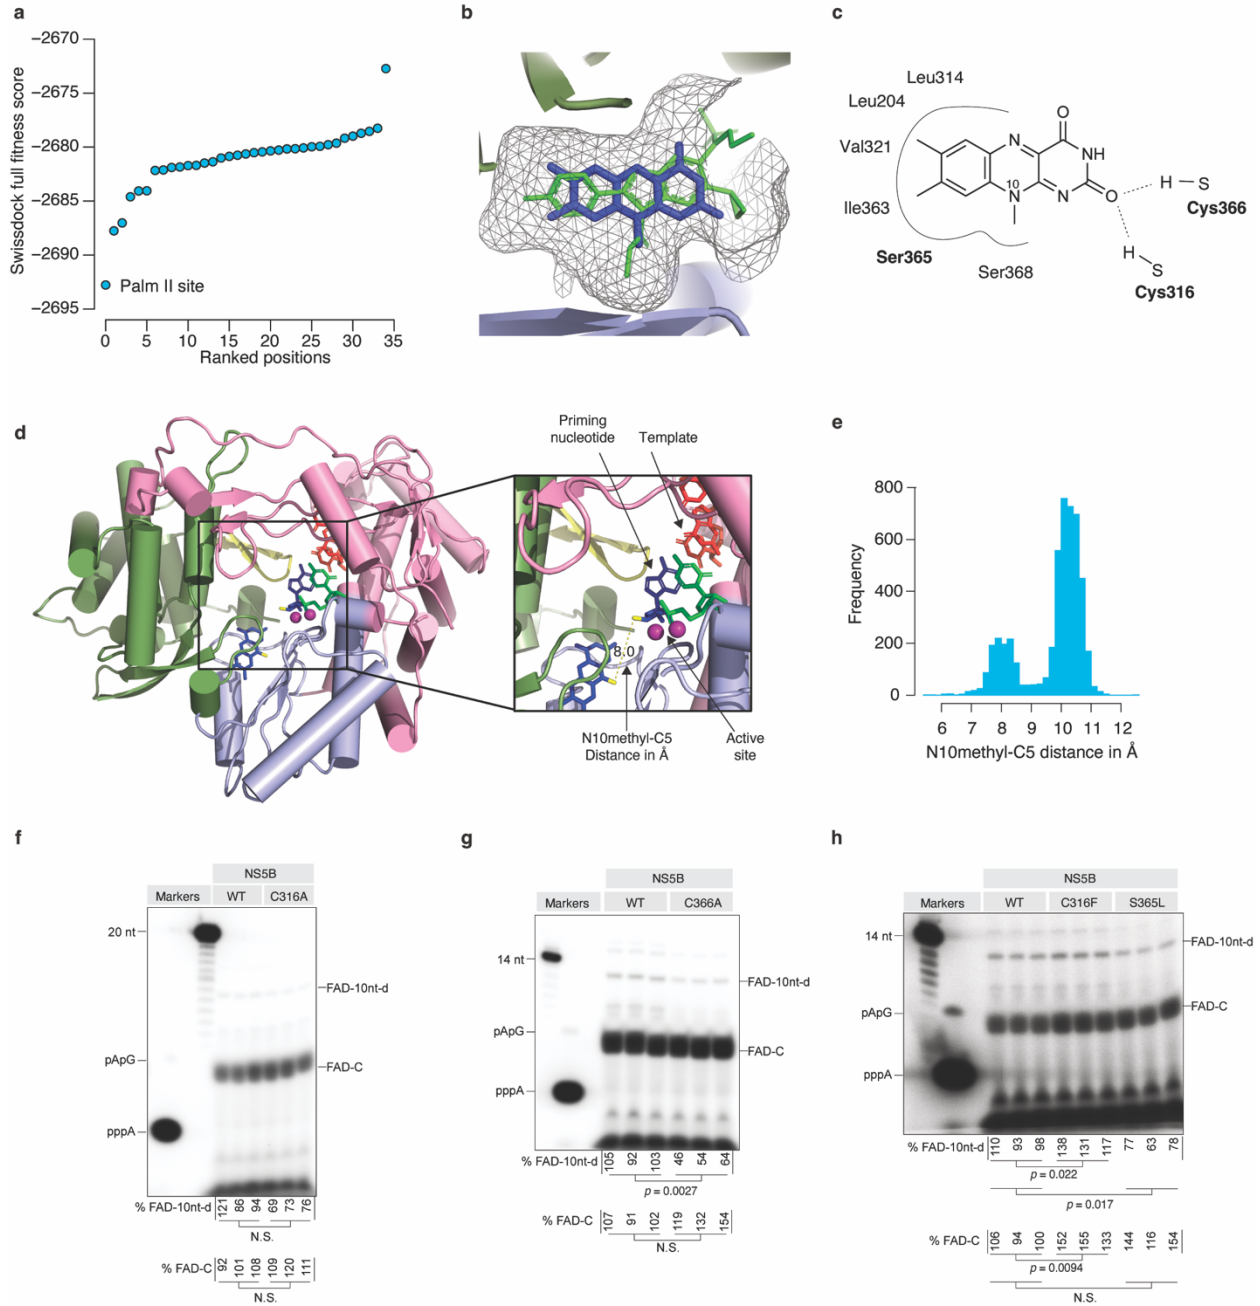 a
Swissdock full fitness score
−2670
−2675
−2680
−2685
−2690
−2695
Palm II site
0 5 10 15 20 25 30 35
Ranked positions
b
c
Leu314
Leu204
Val321
Ile363
Ser365
Ser368
N
N
10
N
O
NH
O
H S
Cys366
H
S
Cys316
d
Priming
nucleotide
Template
8.0
N10methyl-C5
Distance in Å
Active
site
e
Frequency
800
600
400
200
0
6 7 8 9 10 11 12
N10methyl-C5 distance in Å
f
NS5B
Markers WT C316A
20 nt
FAD-10nt-d
pApG
FAD-C
pppA
% FAD-10nt-d 121 86 94 69 73 76
N.S.
% FAD-C 92 101 108 109 120 111
N.S.
g
NS5B
Markers WT C366A
14 nt
FAD-10nt-d
pApG
FAD-C
pppA
% FAD-10nt-d 105 92 103 46 54 64
p = 0.0027
% FAD-C 107 91 102 119 132 154
N.S.
h
NS5B
Markers WT C316F S365L
14 nt
FAD-10nt-d
pApG
FAD-C
pppA
% FAD-10nt-d 110 93 98 138 131 117 77 63 78
p = 0.022
p = 0.017
% FAD-C 106 94 100 152 155 133 144 116 154
p = 0.0094
N.S.